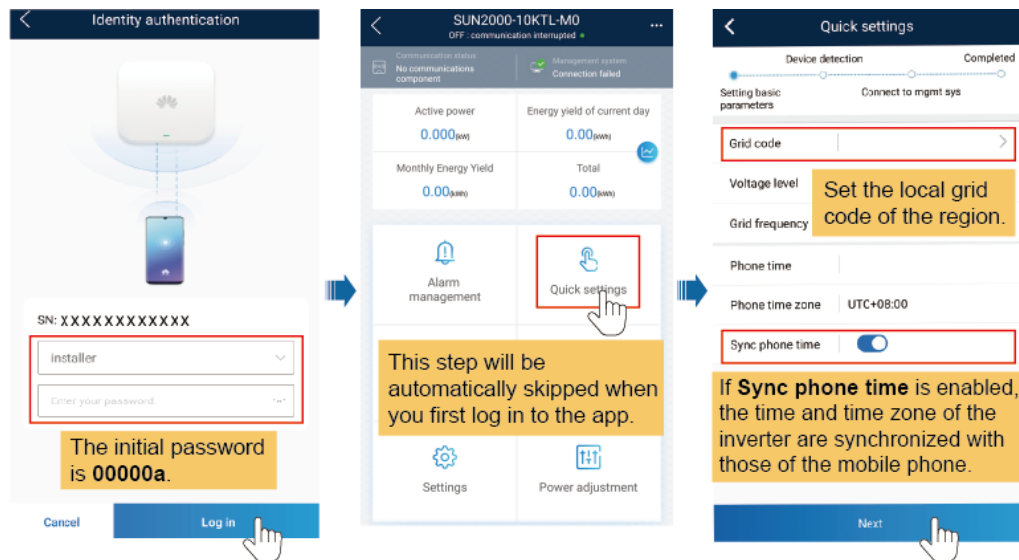 Identity authentication
SN: XXXXXXXXXXXX
installer
Enter your password.
The initial password
is 00000a.
Cancel
Log in
SUN2000-10KTL-M0
OFF : communication interrupted
Communication status
No communications
component
Management system
Connection failed
Active power
0.000(kW)
Energy yield of current day
0.00(kWh)
Monthly Energy Yield
0.00(kWh)
Total
0.00(kWh)
Alarm
management
Quick settings
This step will be
automatically skipped when
you first log in to the app.
Settings
Power adjustment
Quick settings
Device detection
Completed
Setting basic
parameters
Connect to mgmt sys
Grid code
Voltage level
Grid frequency
Set the local grid
code of the region.
Phone time
Phone time zone
UTC+08:00
Sync phone time
If Sync phone time is enabled,
the time and time zone of the
inverter are synchronized with
those of the mobile phone.
Next